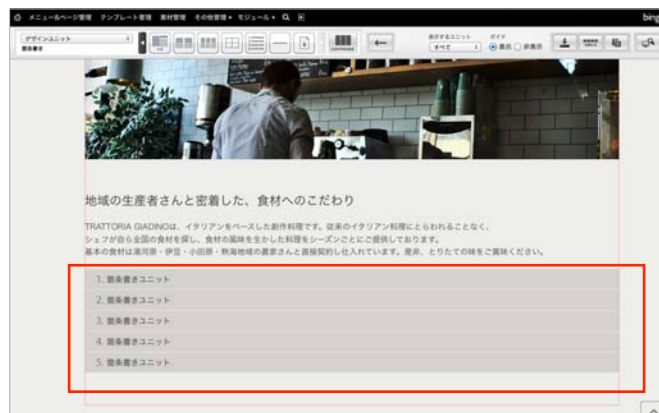 メニュー&ページ管理 テンプレート管理 素材管理 その他管理 モジュール
bing
デザインユニット
箇条書き
表示するユニット
すべて
ガイド
表示 非表示
地域の生産者さんと密着した、食材へのこだわり
TRATTORIA GIADINOは、イタリアンをベースした創作料理です。従来のイタリアン料理にとらわれることなく、
シェフが自ら全国の食材を探し、食材の風味を生かした料理をシーズンごとにご提供しております。
基本の食材は湯河原・伊豆・小田原・熱海地域の農家さんと直接契約し仕入れています。是非、とりたての味をご賞味ください。
1. 箇条書きユニット
2. 箇条書きユニット
3. 箇条書きユニット
4. 箇条書きユニット
5. 箇条書きユニット